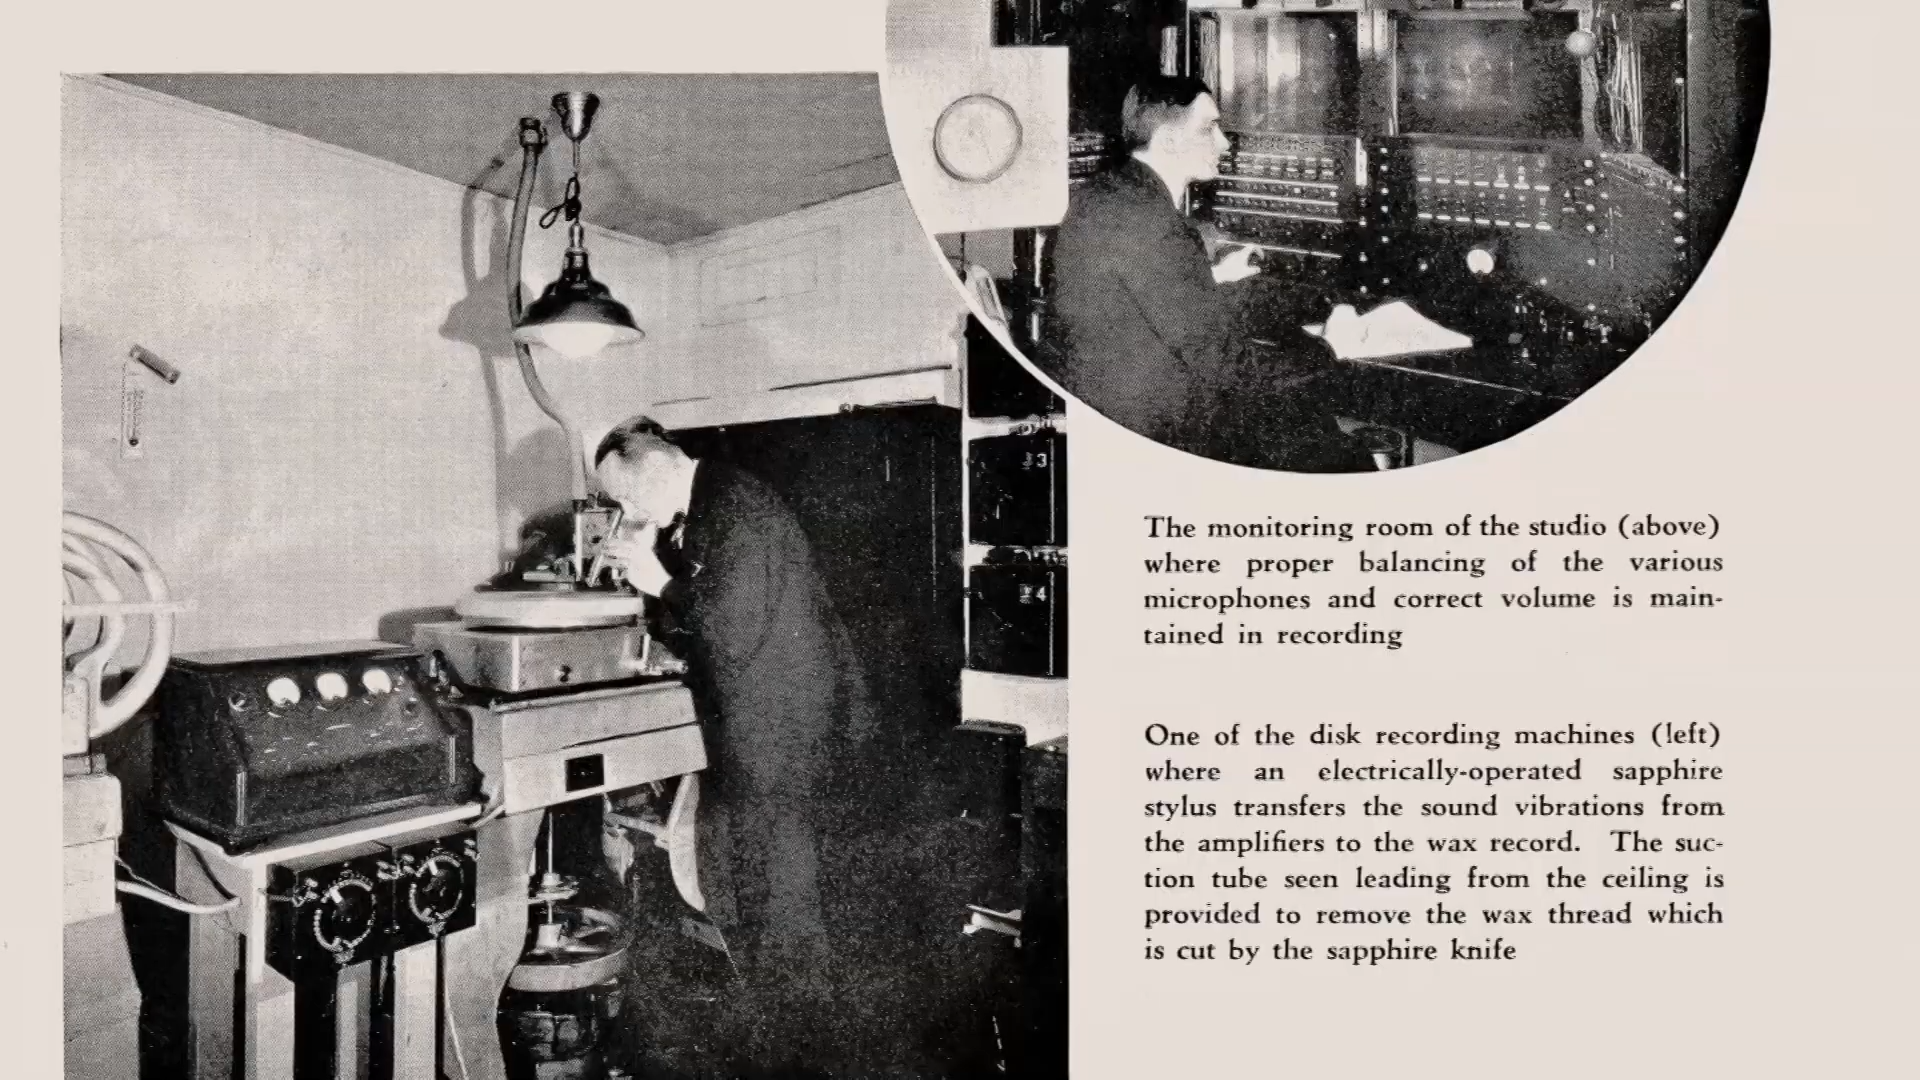 The monitoring room of the studio (above)
where proper balancing of the various
microphones and correct volume is main-
tained in recording
One of the disk recording machines (left)
where an electrically-operated sapphire
stylus transfers the sound vibrations from
the amplifiers to the wax record. The suc-
tion tube seen leading from the ceiling is
provided to remove the wax thread which
is cut by the sapphire knife
3
4